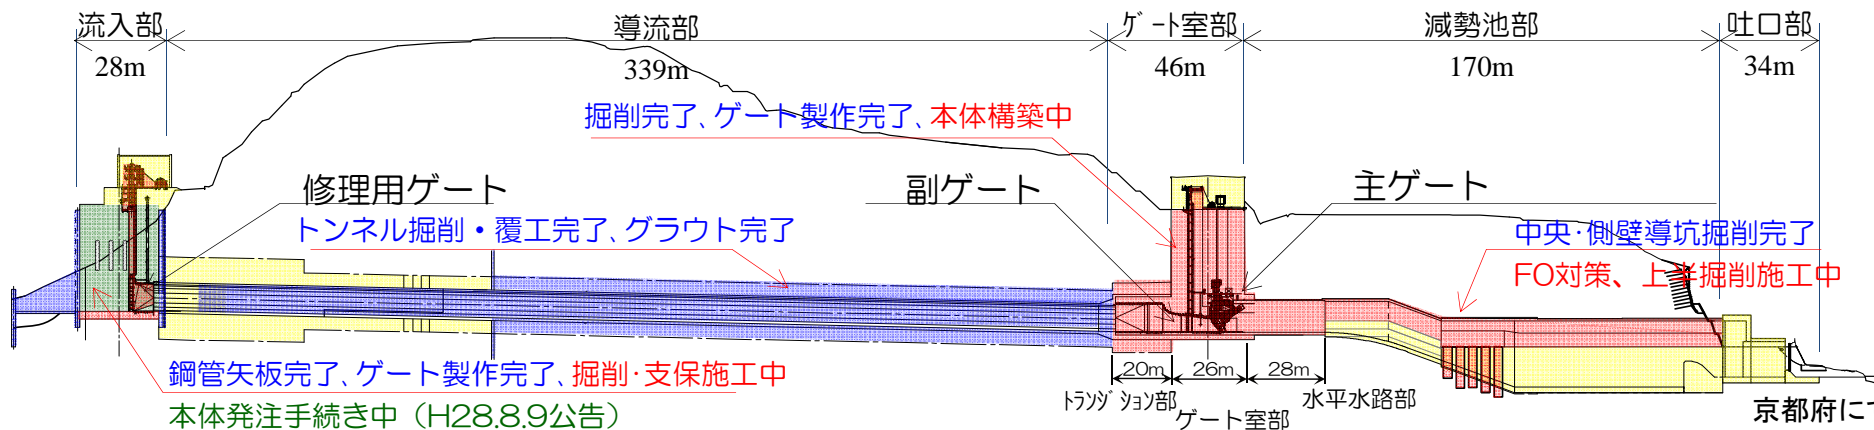 流入部
導流部
ゲート室部
減勢池部
吐口部
28m
339m
46m
170m
34m
掘削完了、ゲート製作完了、本体構築中
修理用ゲート
副ゲート
主ゲート
トンネル掘削・覆工完了、グラウト完了
中央・側壁導坑掘削完了
FO対策、上半掘削施工中
鋼管矢板完了、ゲート製作完了、掘削・支保施工中
本体発注手続き中（H28.8.9公告）
20m
26m
28m
トランジション部
ゲート室部
水平水路部
京都府に